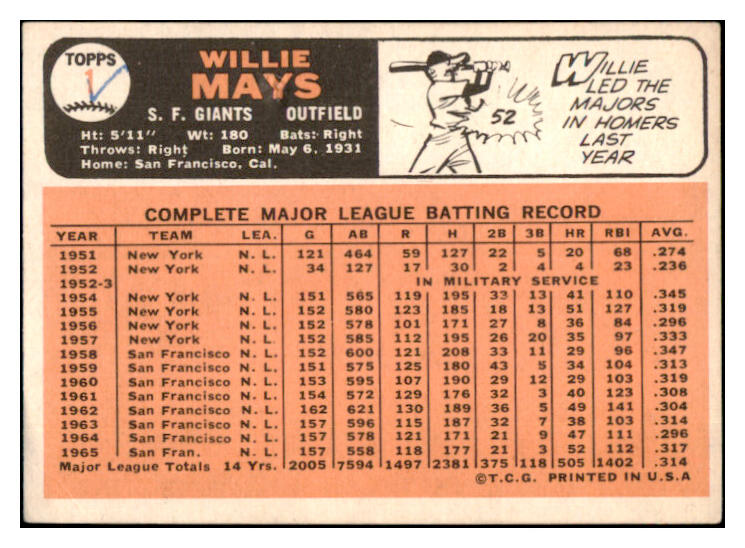 TOPPS
1
WILLIE
MAYS
S. F. GIANTS OUTFIELD
Ht: 5'11" Wt: 180 Bats: Right
Throws: Right Born: May 6, 1931
Home: San Francisco, Cal.
52
WILLIE
LED THE
MAJORS
IN HOMERS
LAST
YEAR
COMPLETE MAJOR LEAGUE BATTING RECORD
YEAR TEAM LEA. G AB R H 2B 3B HR RBI AVG.
1951 New York N. L. 121 464 59 127 22 5 20 68 .274
1952 New York N. L. 34 127 17 30 2 4 4 23 .236
1952-3 IN MILITARY SERVICE
1954 New York N. L. 151 565 119 195 33 13 41 110 .345
1955 New York N. L. 152 580 123 185 18 13 51 127 .319
1956 New York N. L. 152 578 101 171 27 8 36 84 .296
1957 New York N. L. 152 585 112 195 26 20 35 97 .333
1958 San Francisco N. L. 152 600 121 208 33 11 29 96 .347
1959 San Francisco N. L. 151 575 125 180 43 5 34 104 .313
1960 San Francisco N. L. 153 595 107 190 29 12 29 103 .319
1961 San Francisco N. L. 154 572 129 176 32 3 40 123 .308
1962 San Francisco N. L. 162 621 130 189 36 5 49 141 .304
1963 San Francisco N. L. 157 596 115 187 32 7 38 103 .314
1964 San Francisco N. L. 157 578 121 171 21 9 47 111 .296
1965 San Fran. N. L. 157 558 118 177 21 3 52 112 .317
Major League Totals 14 Yrs. 2005 7594 1497 2381 375 118 505 1402 .314
©T.C.G. PRINTED IN U.S.A